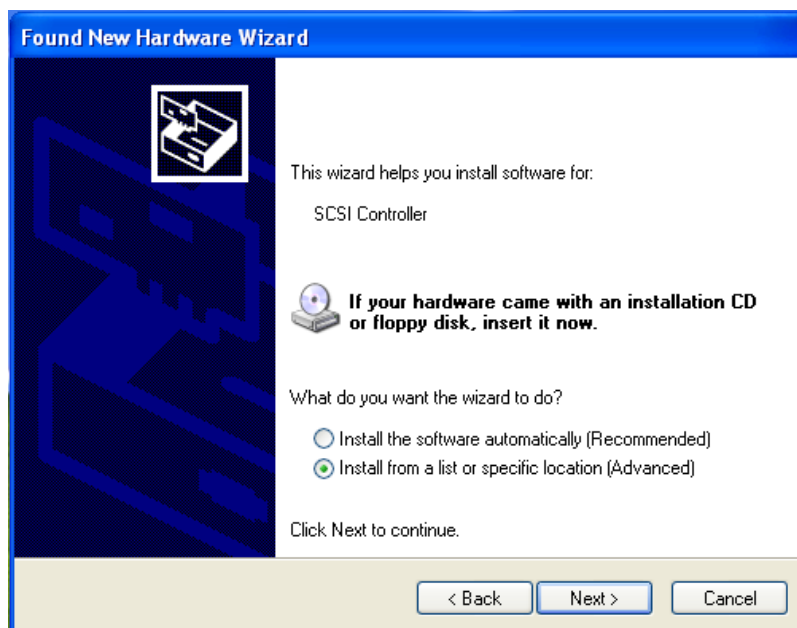 Found New Hardware Wizard
This wizard helps you install software for:
SCSI Controller
If your hardware came with an installation CD
or floppy disk, insert it now.
What do you want the wizard to do?
Install the software automatically (Recommended)
Install from a list or specific location (Advanced)
Click Next to continue.
< Back Next > Cancel